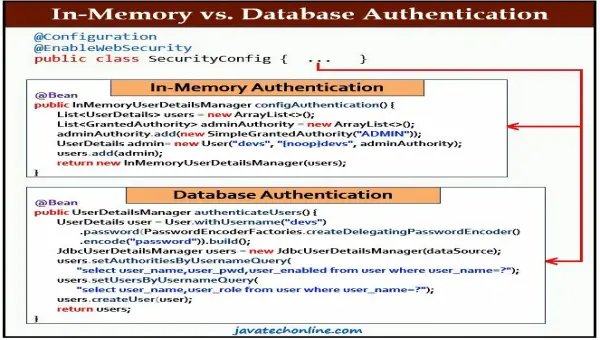 In-Memory vs. Database Authentication
@Configuration
@EnableWebSecurity
public class SecurityConfig { ... }
In-Memory Authentication
@Bean
public InMemoryUserDetailsManager configAuthentication() {
List<UserDetails> users = new ArrayList<>();
List<GrantedAuthority> adminAuthority = new ArrayList<>();
adminAuthority.add(new SimpleGrantedAuthority("ADMIN"));
UserDetails admin= new User("devs", "{noop}devs", adminAuthority);
users.add(admin);
return new InMemoryUserDetailsManager(users);
}
Database Authentication
@Bean
public UserDetailsManager authenticateUsers() {
UserDetails user = User.withUsername("devs")
.password(PasswordEncoderFactories.createDelegatingPasswordEncoder()
.encode("password")).build();
JdbcUserDetailsManager users = new JdbcUserDetailsManager(dataSource);
users.setAuthoritiesByUsernameQuery(
"select user_name,user_pwd,user_enabled from user where user_name=?");
users.setUsersByUsernameQuery(
"select user_name,user_role from user where user_name=?");
users.createUser(user);
return users;
}
javatechonline.com